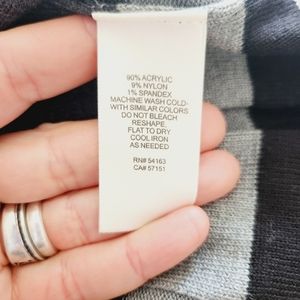 90% ACRYLIC
9% NYLON
1% SPANDEX
MACHINE WASH COLD-
WITH SIMILAR COLORS
DO NOT BLEACH
RESHAPE
FLAT TO DRY
COOL IRON
AS NEEDED
RN# 54163
CA# 57151